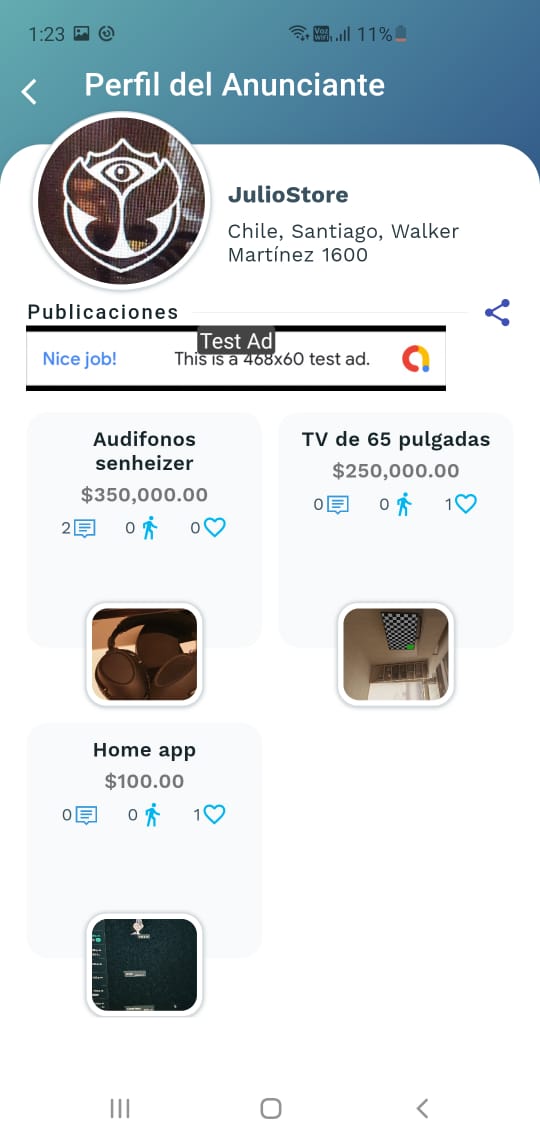 1:23
Voz
WiFi
11%
Perfil del Anunciante
JulioStore
Chile, Santiago, Walker
Martínez 1600
Publicaciones
Test Ad
Nice job! This is a 468x60 test ad.
Audifonos
senheizer
$350,000.00
2 0 0
TV de 65 pulgadas
$250,000.00
0 0 1
Home app
$100.00
0 0 1